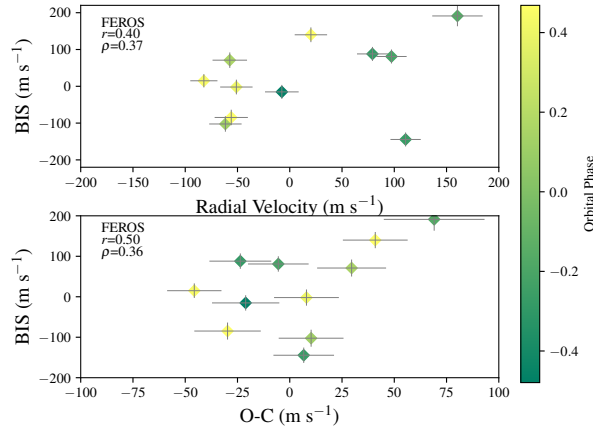 200
100
0
−100
−200
BIS (m s⁻¹)
FEROS
r=0.40
ρ=0.37
−200 −150 −100 −50 0 50 100 150 200
Radial Velocity (m s⁻¹)
200
100
0
−100
−200
BIS (m s⁻¹)
FEROS
r=0.50
ρ=0.36
−100 −75 −50 −25 0 25 50 75 100
O-C (m s⁻¹)
0.4
0.2
0.0
−0.2
−0.4
Orbital Phase